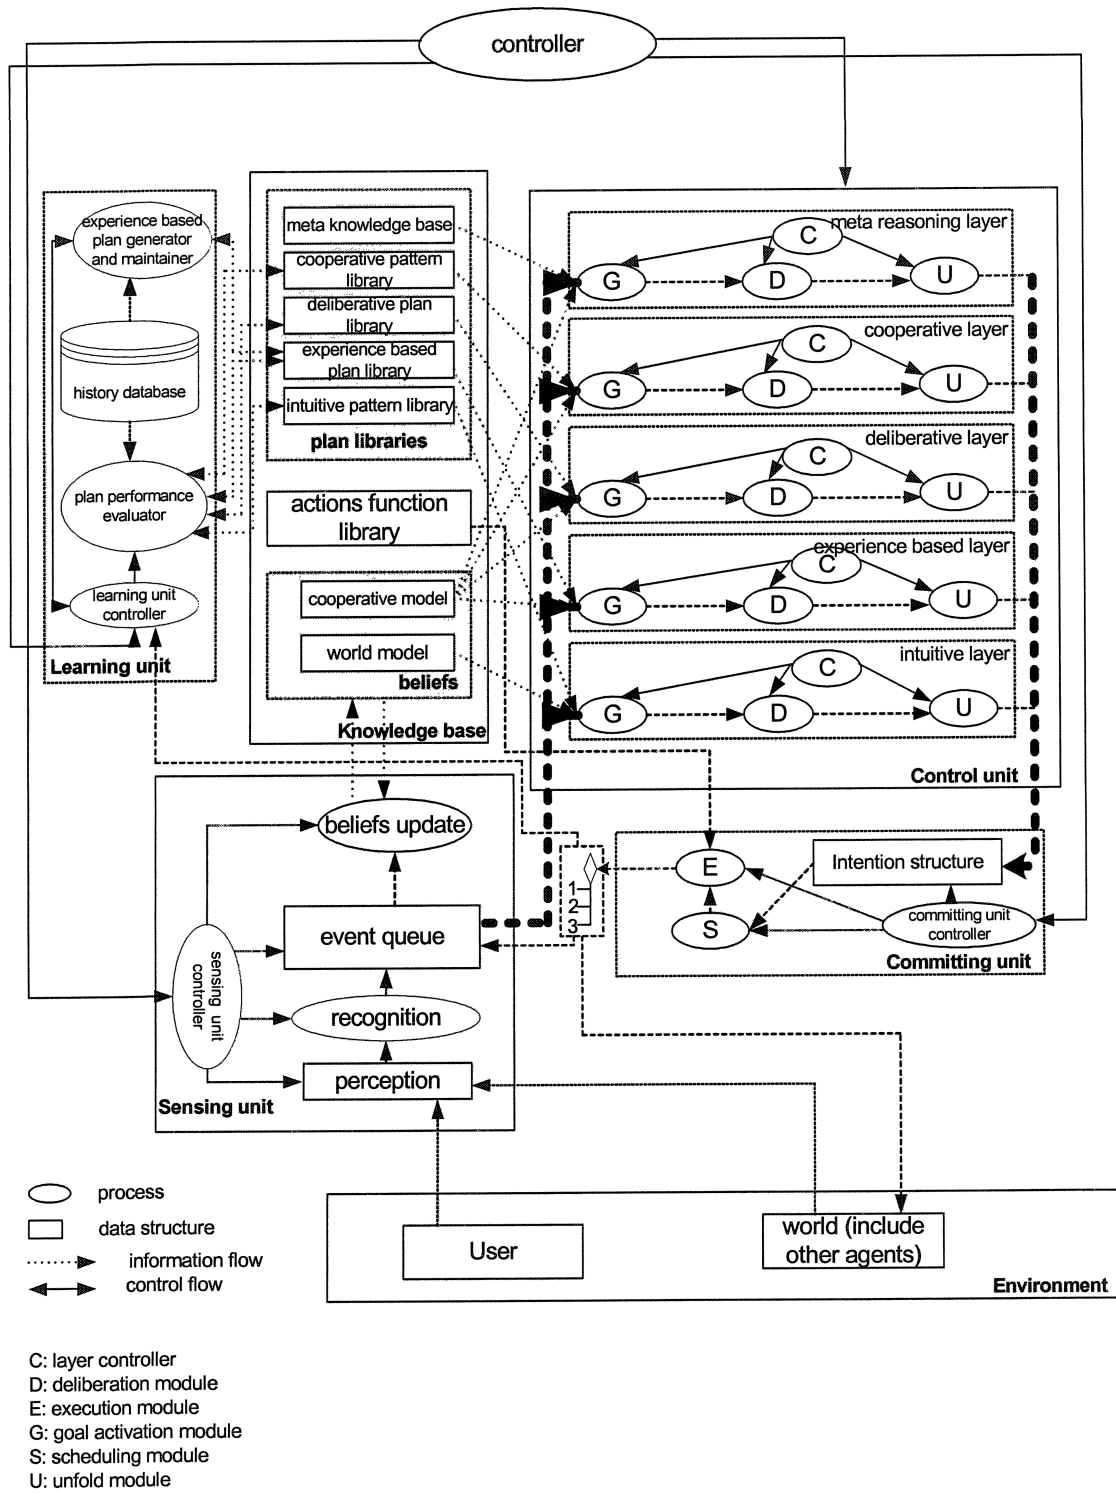 controller
experience based
plan generator
and maintainer
history database
plan performance
evaluator
learning unit
controller
Learning unit
meta knowledge base
cooperative pattern
library
deliberative plan
library
experience based
plan library
intuitive pattern library
plan libraries
actions function
library
cooperative model
world model
beliefs
Knowledge base
meta reasoning layer
C
G
D
U
cooperative layer
C
G
D
U
deliberative layer
C
G
D
U
experience based layer
C
G
D
U
intuitive layer
C
G
D
U
Control unit
beliefs update
event queue
sensing unit
controller
recognition
perception
Sensing unit
1
2
3
E
S
Intention structure
committing unit
controller
Committing unit
process
data structure
information flow
control flow
User
world (include
other agents)
Environment
C: layer controller
D: deliberation module
E: execution module
G: goal activation module
S: scheduling module
U: unfold module